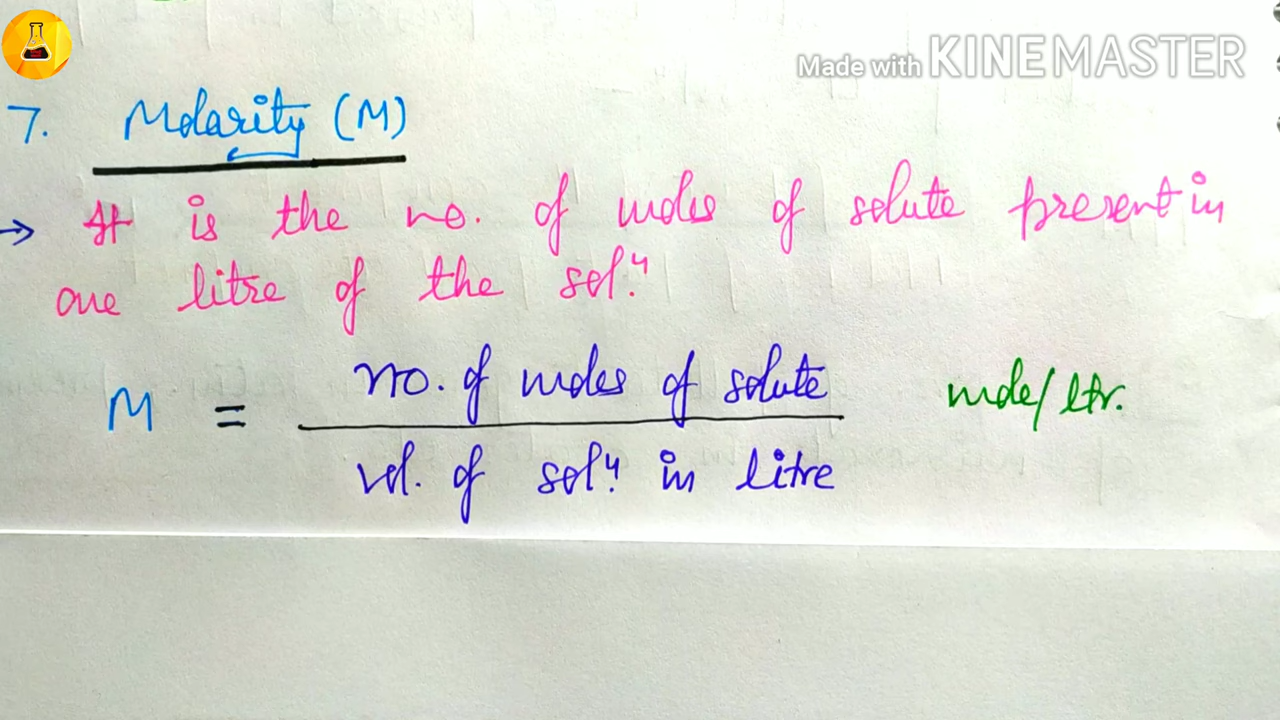 Made with KINEMASTER
7. Molarity (M)
→ It is the no. of moles of solute present in
one litre of the solⁿ.
M = no. of moles of solute / vol. of solⁿ. in litre mole/ltr.